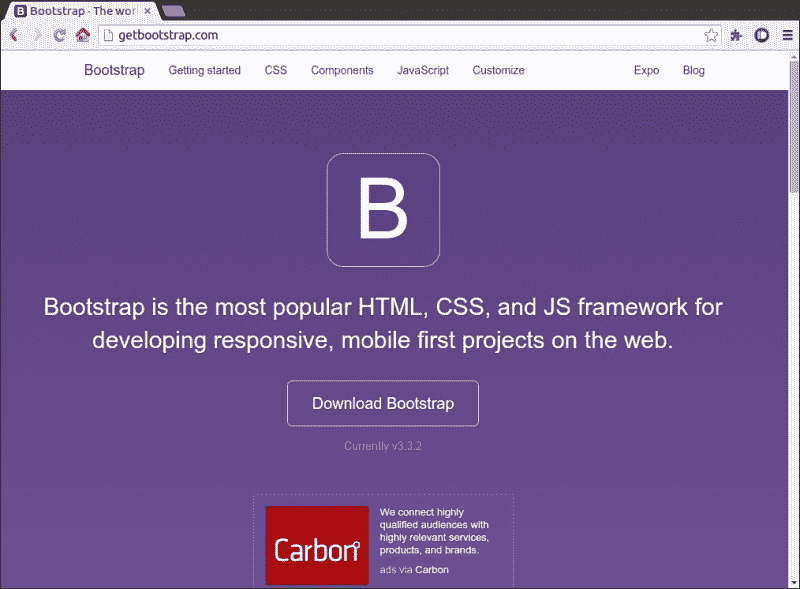 Bootstrap · The wor
getbootstrap.com
Bootstrap Getting started CSS Components JavaScript Customize Expo Blog
B
Bootstrap is the most popular HTML, CSS, and JS framework for
developing responsive, mobile first projects on the web.
Download Bootstrap
Currently v3.3.2
Carbon
We connect highly
qualified audiences with
highly relevant services,
products, and brands.
ads via Carbon